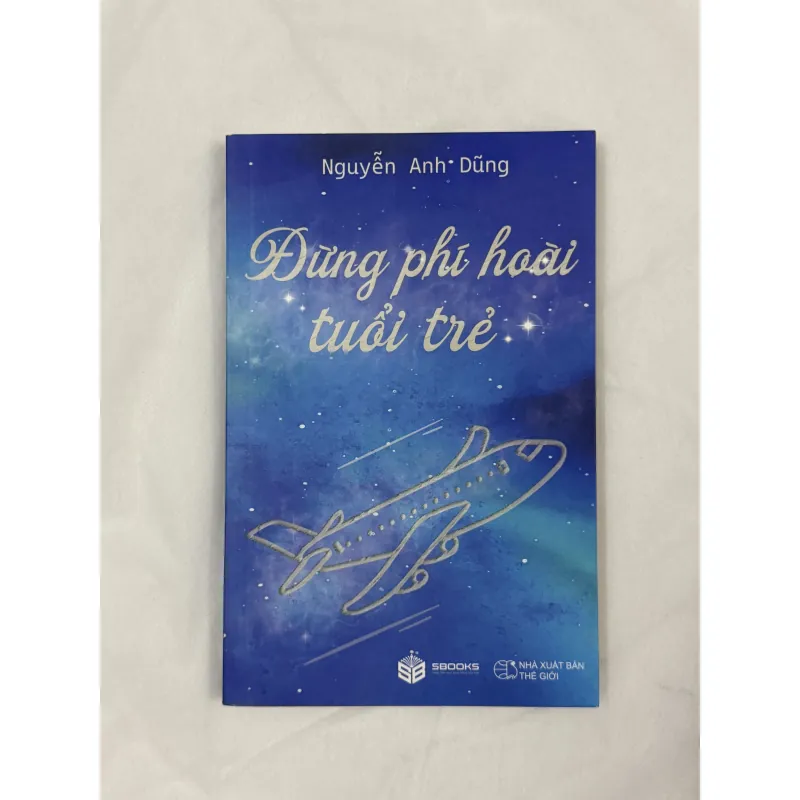 Nguyễn Anh Dũng
Đừng phí hoài
tuổi trẻ
SBOOKS
NHÀ XUẤT BẢN
THẾ GIỚI